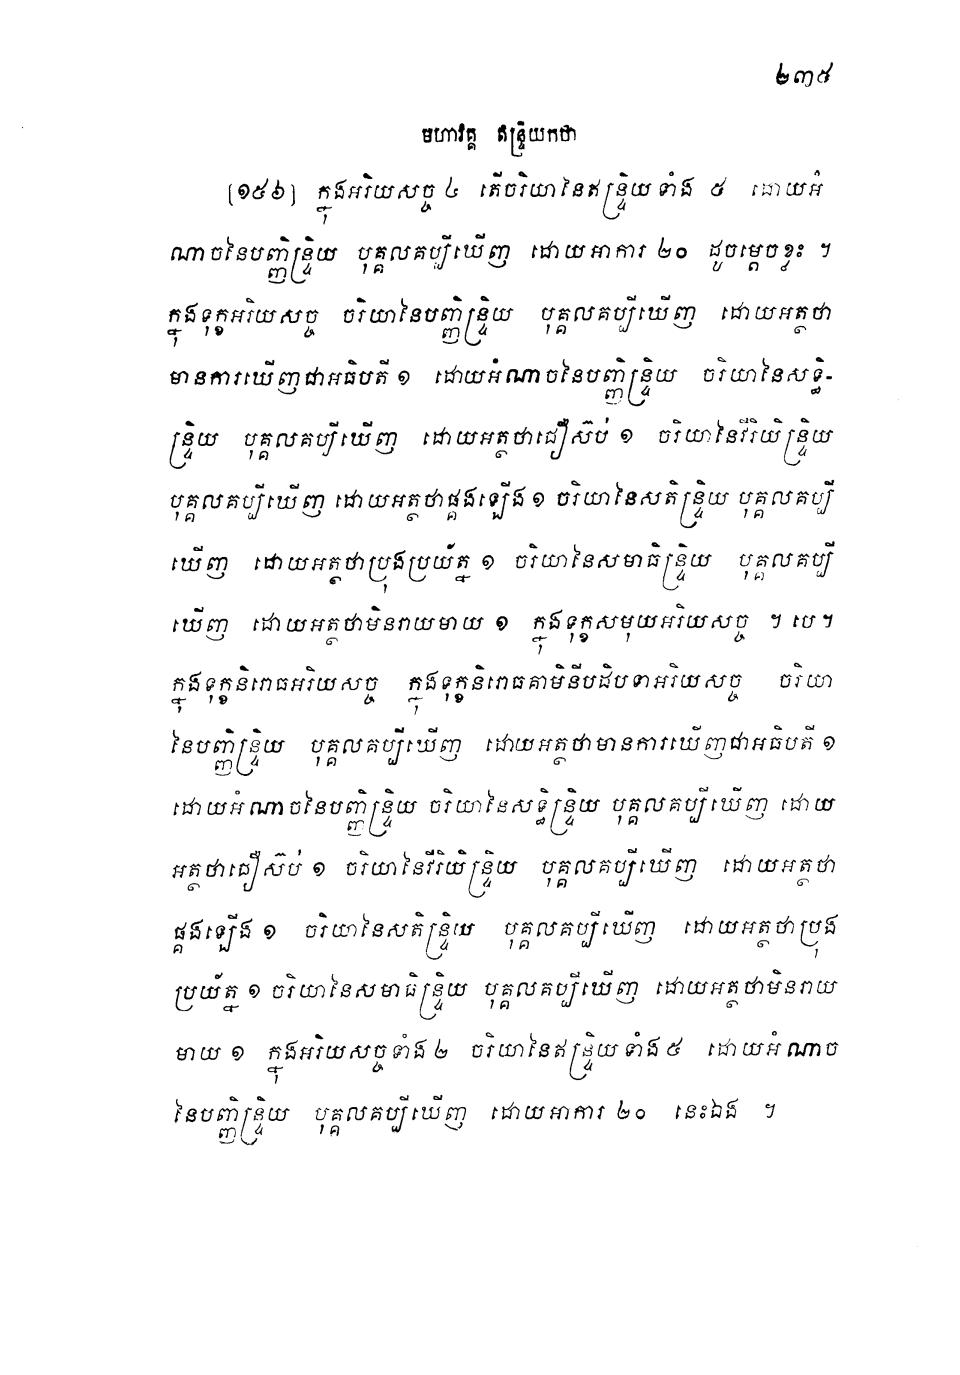 ២៣៥
មហាវគ្គ ឥន្ទ្រិយកថា
[១៥៦] ក្នុងអរិយសច្ច ៤ តើចរិយានៃឥន្ទ្រិយទាំង ៥ ដោយអំ
ណាចនៃបញ្ញិន្ទ្រិយ បុគ្គលគប្បីឃើញ ដោយអាការ ២០ ដូចម្តេចខ្លះ ។
ក្នុងទុក្ខអរិយសច្ច ចរិយានៃបញ្ញិន្ទ្រិយ បុគ្គលគប្បីឃើញ ដោយអត្ថថា
មានការឃើញជាអធិបតី ១ ដោយអំណាចនៃបញ្ញិន្ទ្រិយ ចរិយានៃសទ្ធិ-
ន្ទ្រិយ បុគ្គលគប្បីឃើញ ដោយអត្ថថាជឿស៊ប់ ១ ចរិយានៃវីរិយិន្ទ្រិយ
បុគ្គលគប្បីឃើញ ដោយអត្ថថាផ្គងឡើង ១ ចរិយានៃសតិន្ទ្រិយ បុគ្គលគប្បី
ឃើញ ដោយអត្ថថាប្រុងប្រយ័ត្ន ១ ចរិយានៃសមាធិន្ទ្រិយ បុគ្គលគប្បី
ឃើញ ដោយអត្ថថាមិនរាយមាយ ១ ក្នុងទុក្ខសមុយអរិយសច្ច ។ បេ ។
ក្នុងទុក្ខនិរោធអរិយសច្ច ក្នុងទុក្ខនិរោធគាមិនីបដិបទាអរិយសច្ច ចរិយា
នៃបញ្ញិន្ទ្រិយ បុគ្គលគប្បីឃើញ ដោយអត្ថថាមានការឃើញជាអធិបតី ១
ដោយអំណាចនៃបញ្ញិន្ទ្រិយ ចរិយានៃសទ្ធិន្ទ្រិយ បុគ្គលគប្បីឃើញ ដោយ
អត្ថថាជឿស៊ប់ ១ ចរិយានៃវីរិយិន្ទ្រិយ បុគ្គលគប្បីឃើញ ដោយអត្ថថា
ផ្គងឡើង ១ ចរិយានៃសតិន្ទ្រិយ បុគ្គលគប្បីឃើញ ដោយអត្ថថាប្រុង
ប្រយ័ត្ន ១ ចរិយានៃសមាធិន្ទ្រិយ បុគ្គលគប្បីឃើញ ដោយអត្ថថាមិនរាយ
មាយ ១ ក្នុងអរិយសច្ចទាំង ២ ចរិយានៃឥន្ទ្រិយទាំង ៥ ដោយអំណាច
នៃបញ្ញិន្ទ្រិយ បុគ្គលគប្បីឃើញ ដោយអាការ ២០ នេះឯង ។